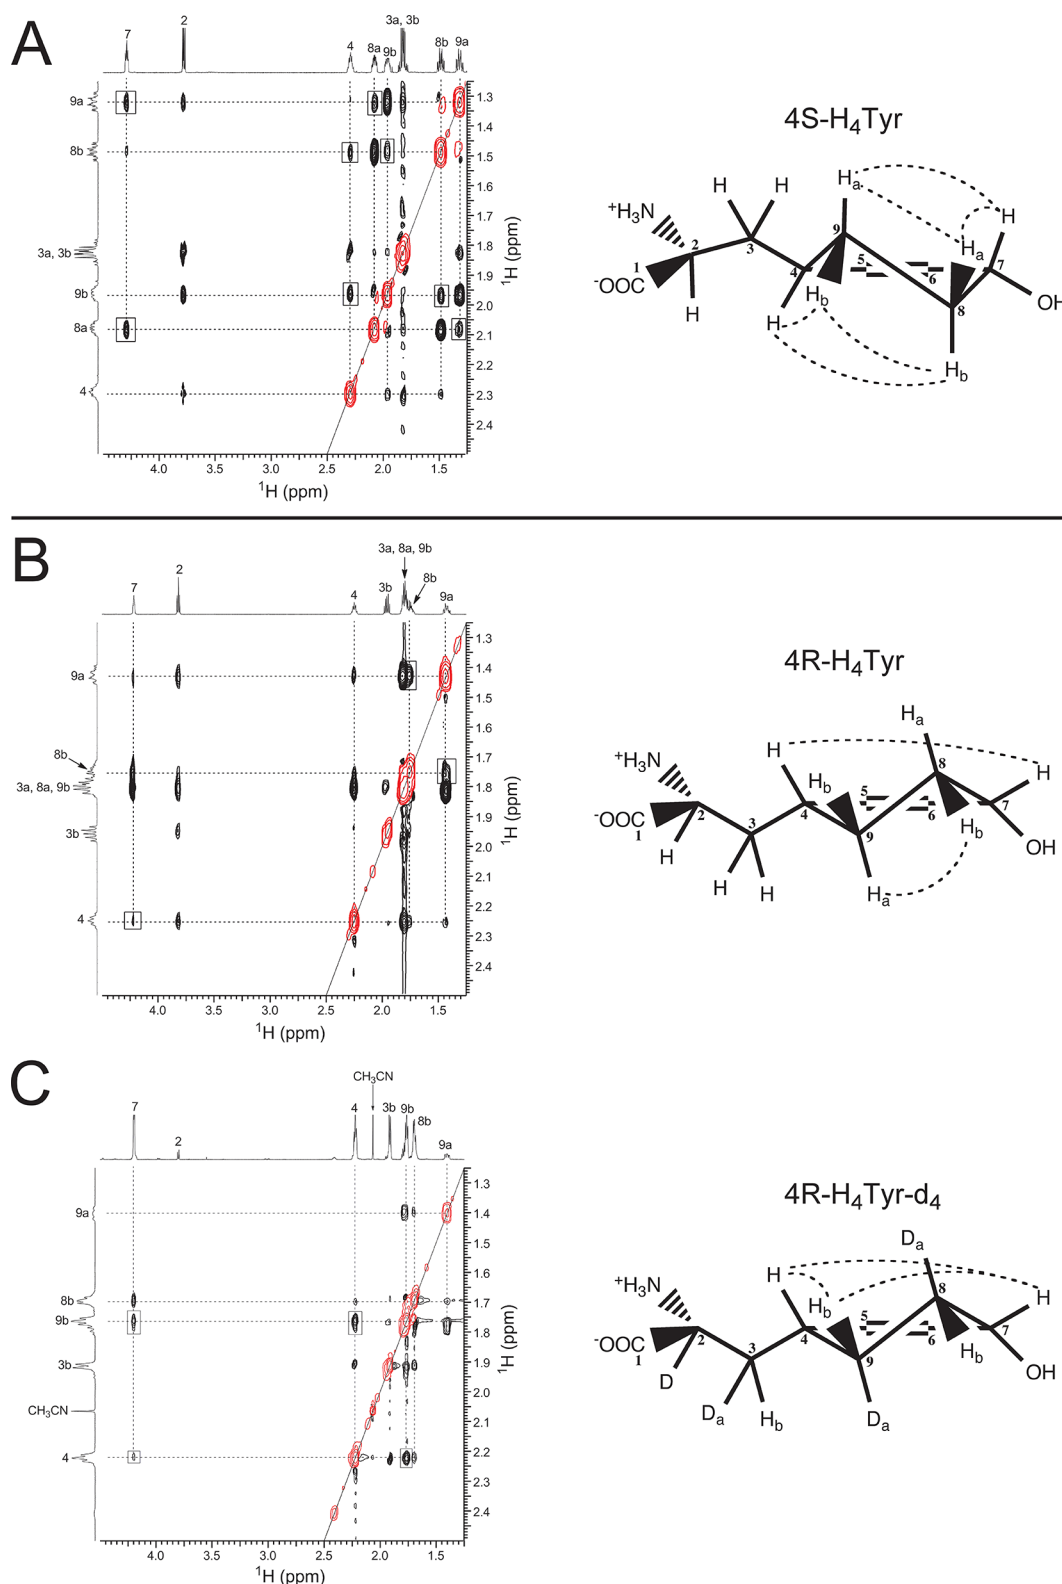 A
7
2
4
8a
9b
3a, 3b
8b
9a
9a
8b
3a, 3b
9b
8a
4
1.3
1.4
1.5
1.6
1.7
1.8
1.9
2.0
2.1
2.2
2.3
2.4
¹H (ppm)
4.0 3.5 3.0 2.5 2.0 1.5
¹H (ppm)
4S-H₄Tyr
H H Hₐ H
⁺H₃N 9 Hₐ
2 3 5 6 7
1 4
⁻OOC OH
H Hb 8
H
Hb
B
3a, 8a, 9b
8b
7
2
4
3b
9a
9a
8b
3a, 8a, 9b
3b
4
1.3
1.4
1.5
1.6
1.7
1.8
1.9
2.0
2.1
2.2
2.3
2.4
¹H (ppm)
4.0 3.5 3.0 2.5 2.0 1.5
¹H (ppm)
4R-H₄Tyr
Hₐ
⁺H₃N H Hb 8 H
5
⁻OOC 2 4 6 7
1 3 9 Hb
H OH
H H Hₐ
C
CH₃CN
7
2
4
3b
9b
8b
9a
9a
8b
9b
3b
CH₃CN
4
1.3
1.4
1.5
1.6
1.7
1.8
1.9
2.0
2.1
2.2
2.3
2.4
¹H (ppm)
4.0 3.5 3.0 2.5 2.0 1.5
¹H (ppm)
4R-H₄Tyr-d₄
Dₐ
⁺H₃N H Hb 8 H
5
⁻OOC 2 4 6 7
1 3 9 Hb
D OH
Dₐ Hb Dₐ